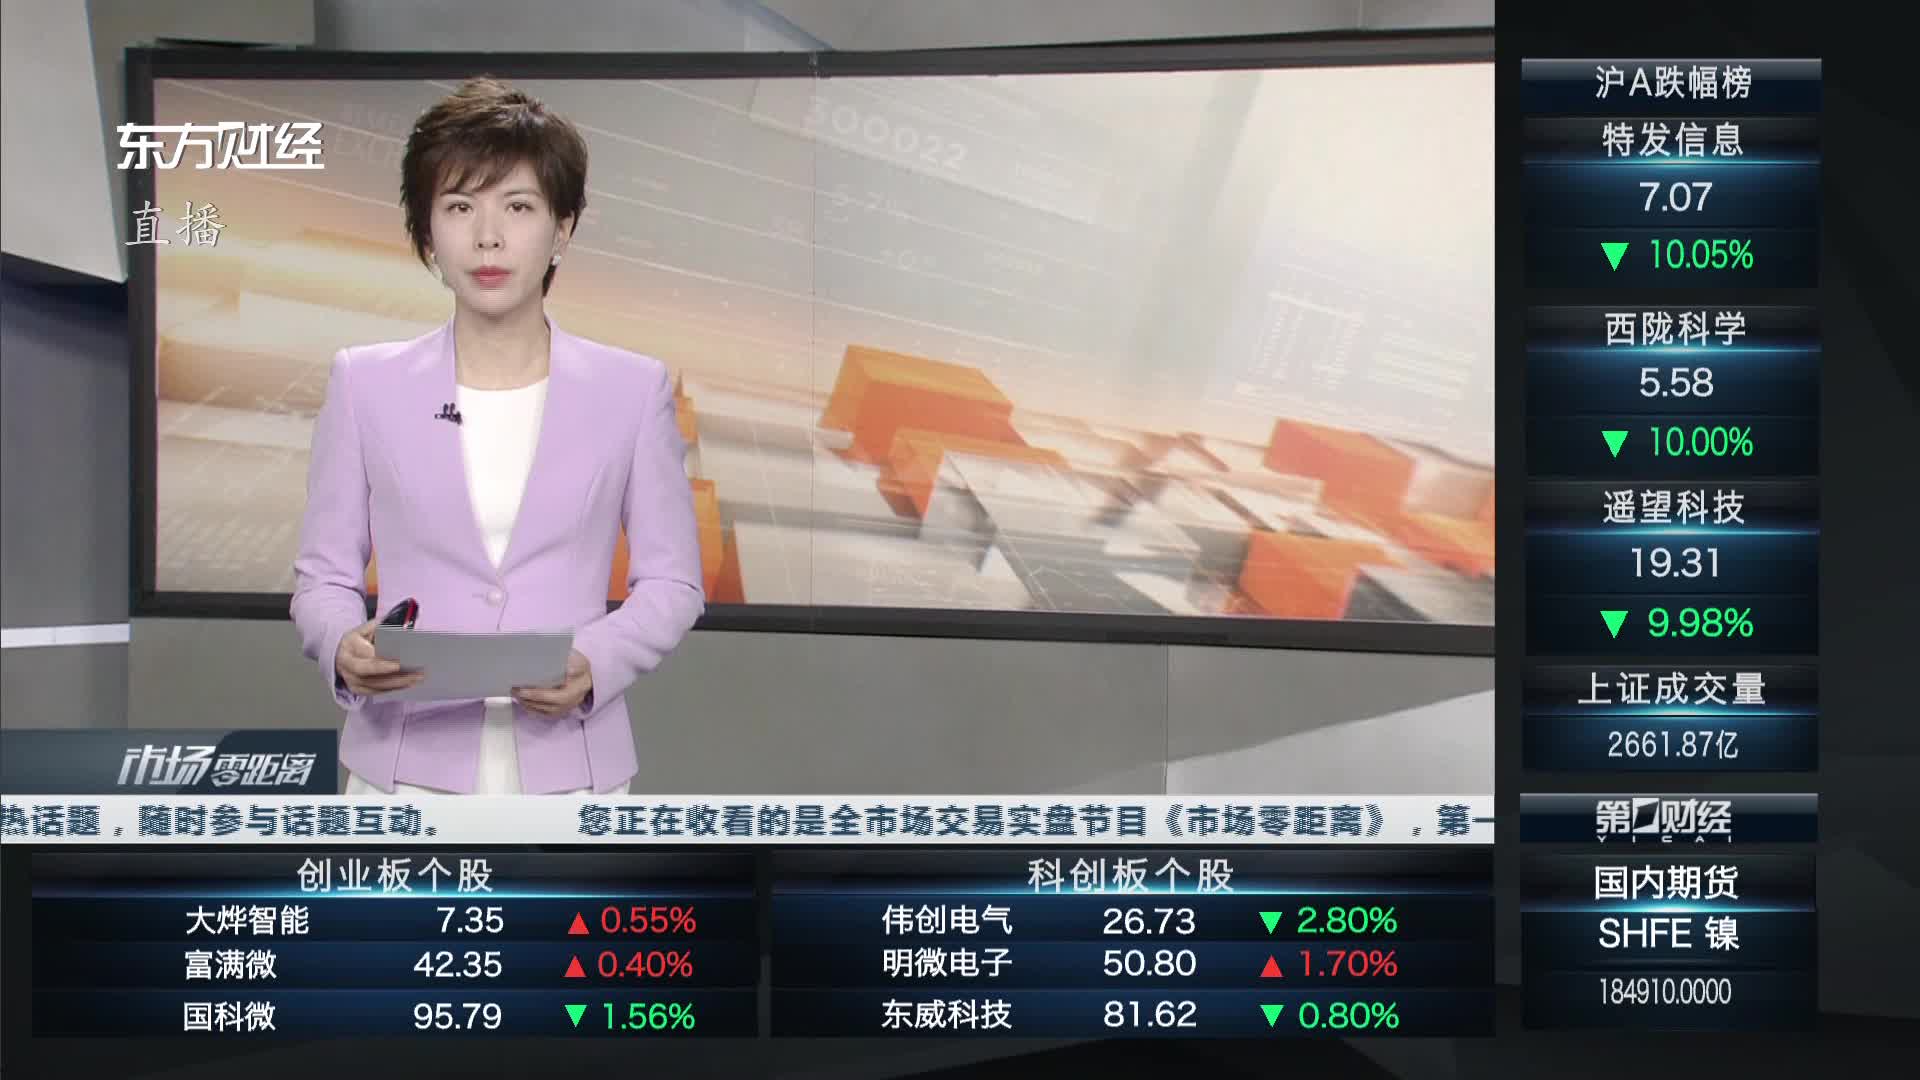 东方财经
直播
500022
市场零距离
热话题，随时参与话题互动。 您正在收看的是全市场交易实盘节目《市场零距离》，第一
创业板个股
大烨智能 7.35 ▲ 0.55%
富满微 42.35 ▲ 0.40%
国科微 95.79 ▼ 1.56%
科创板个股
伟创电气 26.73 ▼ 2.80%
明微电子 50.80 ▲ 1.70%
东威科技 81.62 ▼ 0.80%
沪A跌幅榜
特发信息
7.07
▼ 10.05%
西陇科学
5.58
▼ 10.00%
遥望科技
19.31
▼ 9.98%
上证成交量
2661.87亿
第一财经
YICAI
国内期货
SHFE 镍
184910.0000